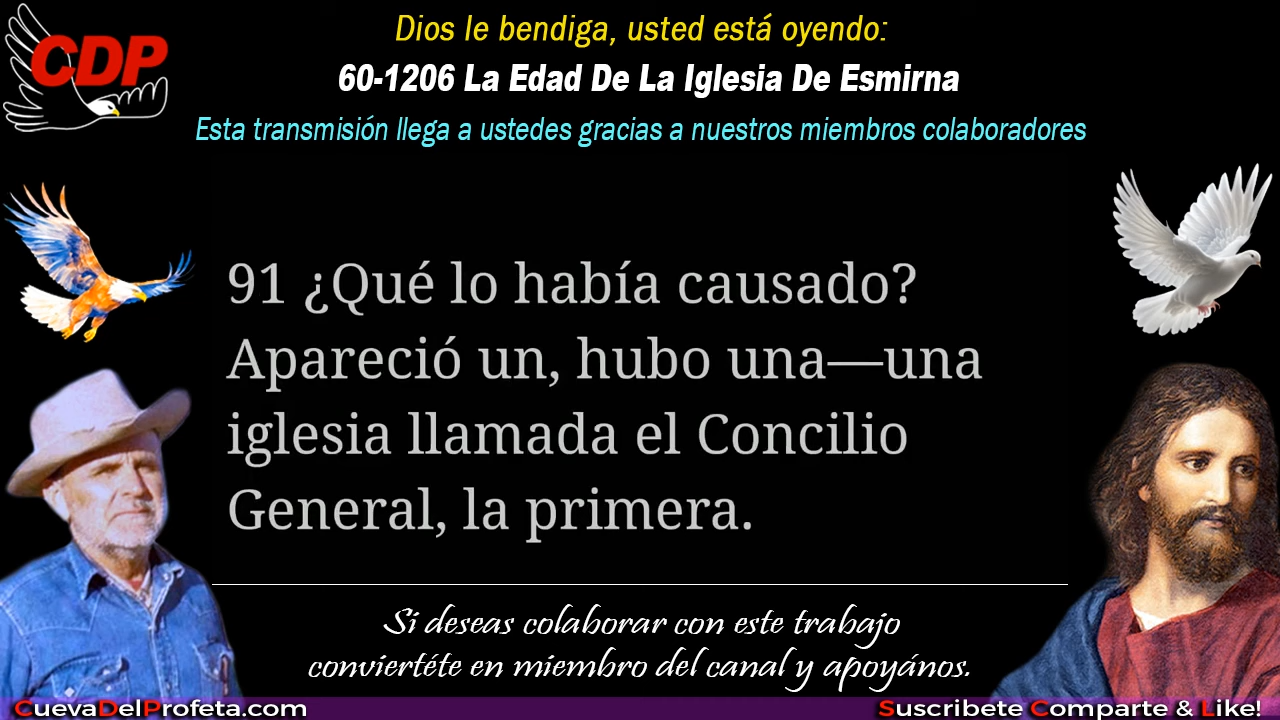 CDP
Dios le bendiga, usted está oyendo:
60-1206 La Edad De La Iglesia De Esmirna
Esta transmisión llega a ustedes gracias a nuestros miembros colaboradores
91 ¿Qué lo había causado?
Apareció un, hubo una—una
iglesia llamada el Concilio
General, la primera.
Si deseas colaborar con este trabajo
conviertéte en miembro del canal y apoyános.
CuevaDelProfeta.com
Suscribete Comparte & Like!